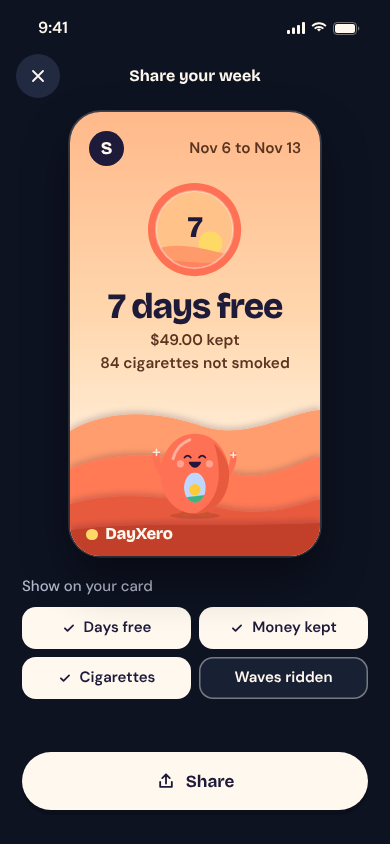 9:41
Share your week
S
Nov 6 to Nov 13
7
7 days free
$49.00 kept
84 cigarettes not smoked
DayXero
Show on your card
Days free
Money kept
Cigarettes
Waves ridden
Share